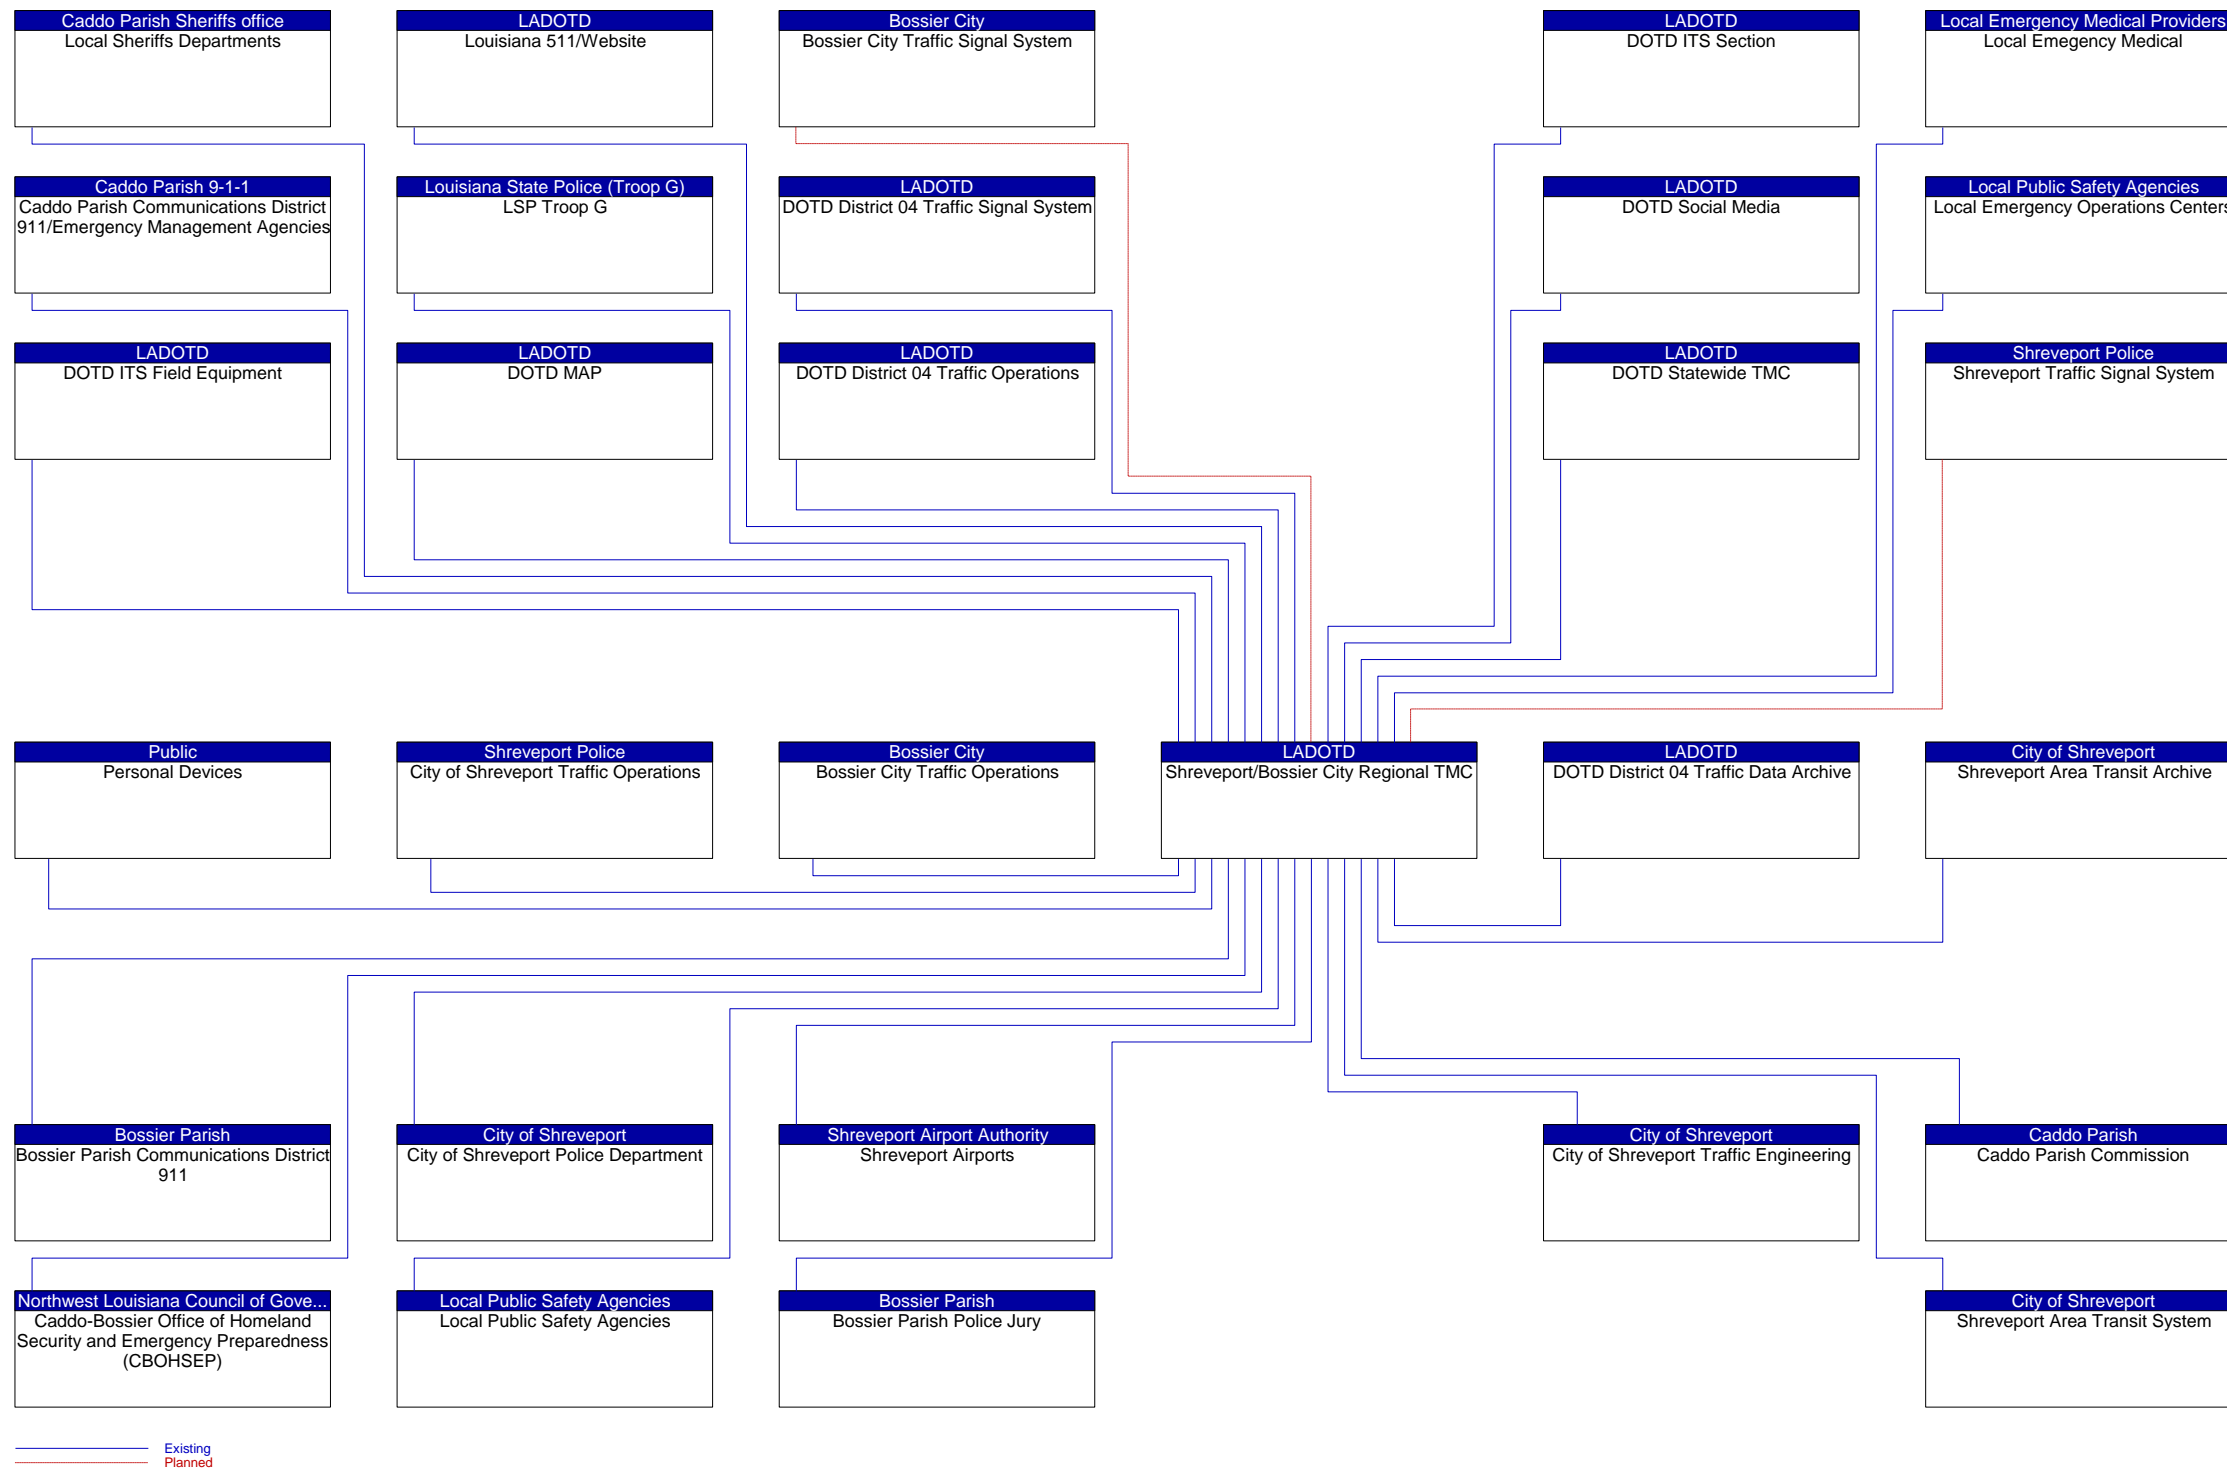 Caddo Parish Sheriffs office
Local Sheriffs Departments
LADOTD
Louisiana 511/Website
Bossier City
Bossier City Traffic Signal System
LADOTD
DOTD ITS Section
Local Emergency Medical Providers
Local Emegency Medical
Caddo Parish 9-1-1
Caddo Parish Communications District
911/Emergency Management Agencies
Louisiana State Police (Troop G)
LSP Troop G
LADOTD
DOTD District 04 Traffic Signal System
LADOTD
DOTD Social Media
Local Public Safety Agencies
Local Emergency Operations Centers
LADOTD
DOTD ITS Field Equipment
LADOTD
DOTD MAP
LADOTD
DOTD District 04 Traffic Operations
LADOTD
DOTD Statewide TMC
Shreveport Police
Shreveport Traffic Signal System
Public
Personal Devices
Shreveport Police
City of Shreveport Traffic Operations
Bossier City
Bossier City Traffic Operations
LADOTD
Shreveport/Bossier City Regional TMC
LADOTD
DOTD District 04 Traffic Data Archive
City of Shreveport
Shreveport Area Transit Archive
Bossier Parish
Bossier Parish Communications District
911
City of Shreveport
City of Shreveport Police Department
Shreveport Airport Authority
Shreveport Airports
City of Shreveport
City of Shreveport Traffic Engineering
Caddo Parish
Caddo Parish Commission
Northwest Louisiana Council of Gove...
Caddo-Bossier Office of Homeland
Security and Emergency Preparedness
(CBOHSEP)
Local Public Safety Agencies
Local Public Safety Agencies
Bossier Parish
Bossier Parish Police Jury
City of Shreveport
Shreveport Area Transit System
Existing
Planned